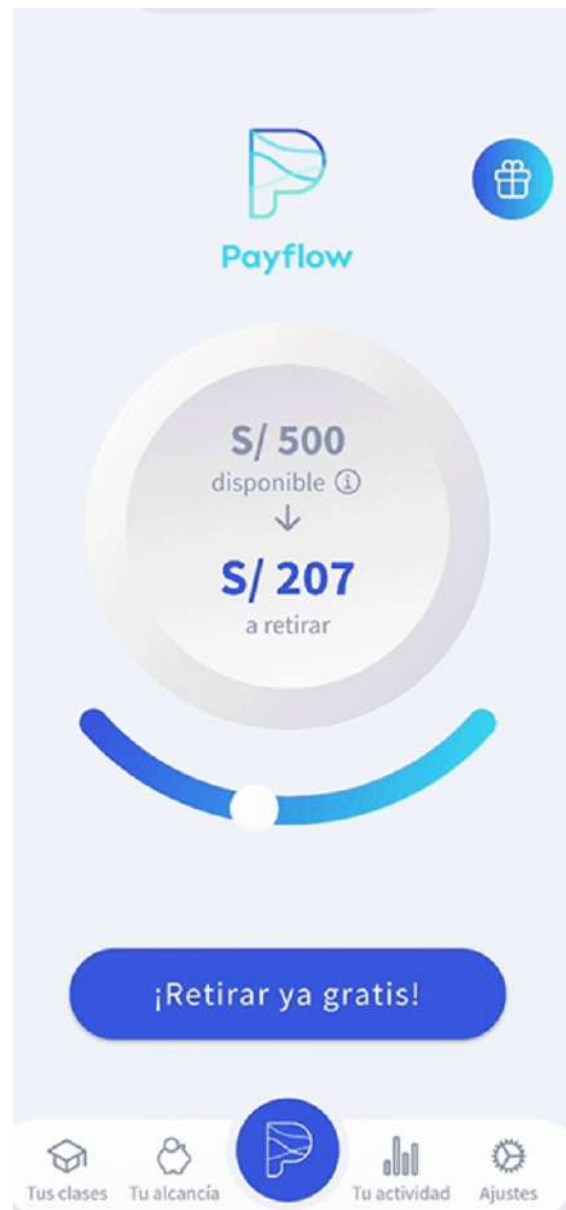 Payflow
S/ 500
disponible
S/ 207
a retirar
¡Retirar ya gratis!
Tus clases
Tu alcancía
Tu actividad
Ajustes